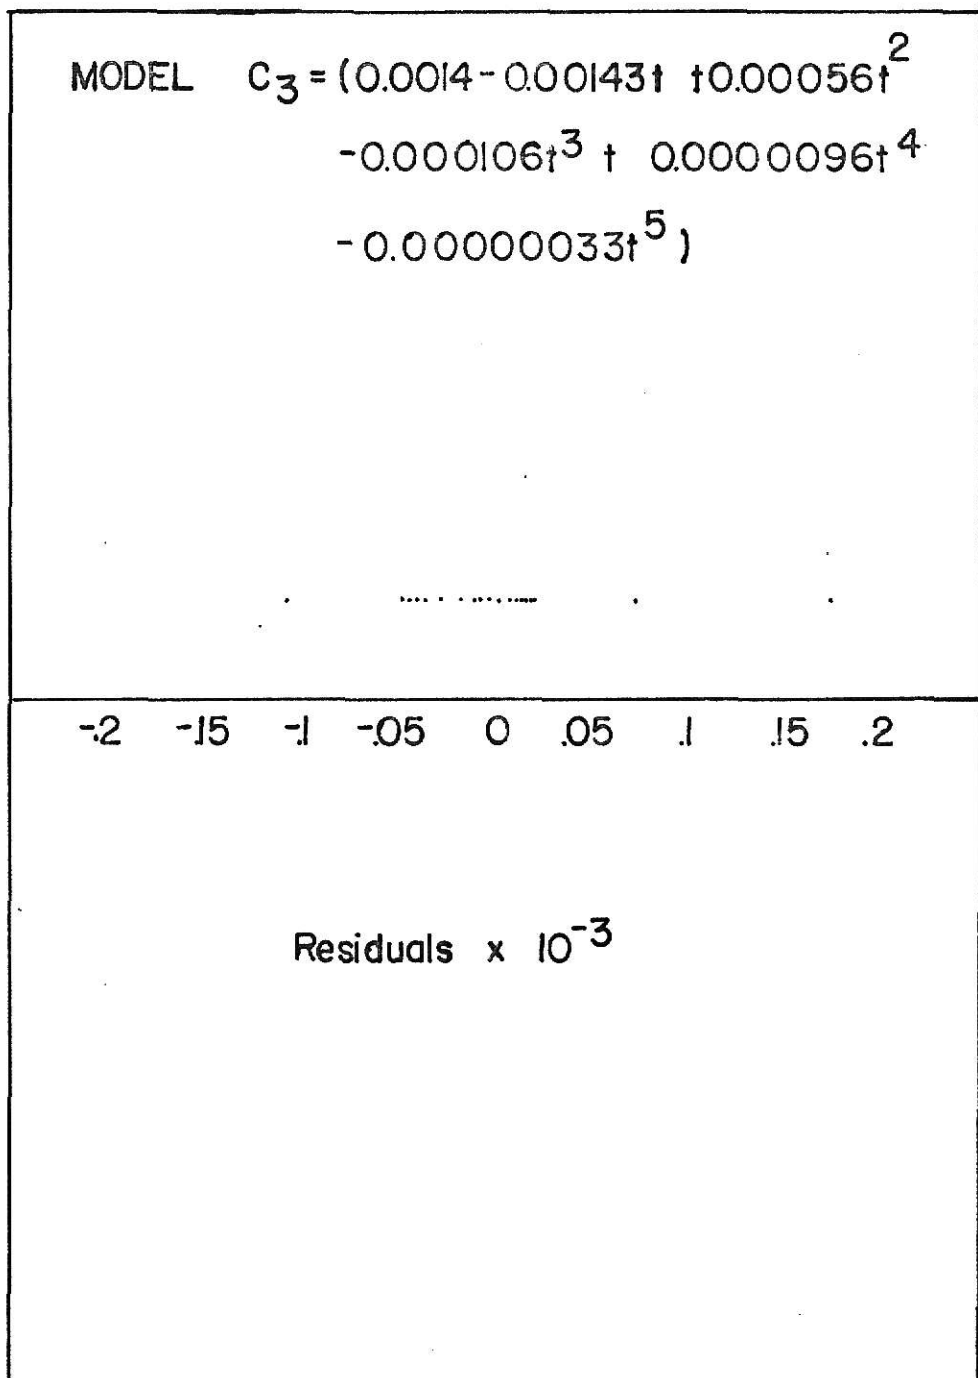 MODEL C₃ = (0.0014 - 0.00143t + 0.00056t²
-0.000106t³ + 0.0000096t⁴
-0.00000033t⁵)
-.2 -.15 -.1 -.05 0 .05 .1 .15 .2
Residuals x 10⁻³